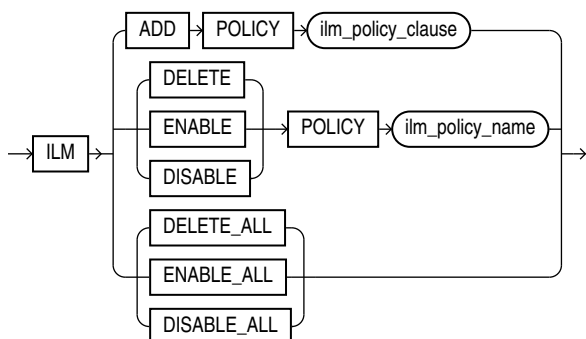 ADD POLICY ilm_policy_clause
DELETE
ILM ENABLE POLICY ilm_policy_name
DISABLE
DELETE_ALL
ENABLE_ALL
DISABLE_ALL